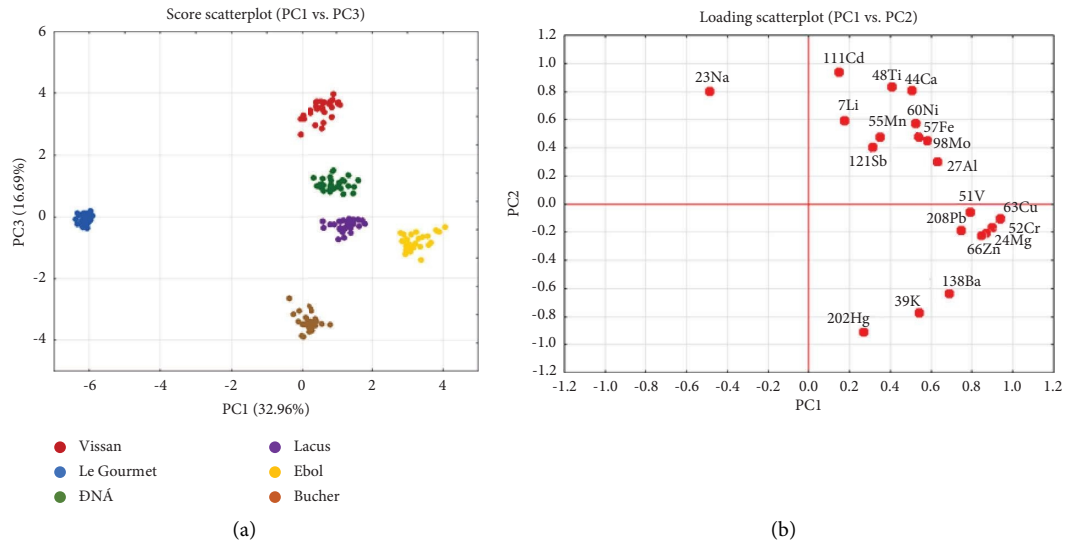 Score scatterplot (PC1 vs. PC3)
6
4
2
0
-2
-4
PC3 (16.69%)
-6
-4
-2
-2
0
2
4
PC1 (32.96%)
Vissan
Le Gourmet
ĐNÁ
Lacus
Ebol
Bucher
(a)
Loading scatterplot (PC1 vs. PC2)
1.2
1.0
0.8
0.6
0.4
0.2
0.0
-0.2
-0.4
-0.6
-0.8
-1.0
-1.2
PC2
111Cd
48Ti
44Ca
23Na
7Li
55Mn
60Ni
57Fe
98Mo
121Sb
27Al
51V
63Cu
208Pb
52Cr
24Mg
66Zn
138Ba
39K
202Hg
-1.2
-1.0
-0.8
-0.6
-0.4
-0.2
0.0
0.2
0.4
0.6
0.8
1.0
1.2
PC1
(b)